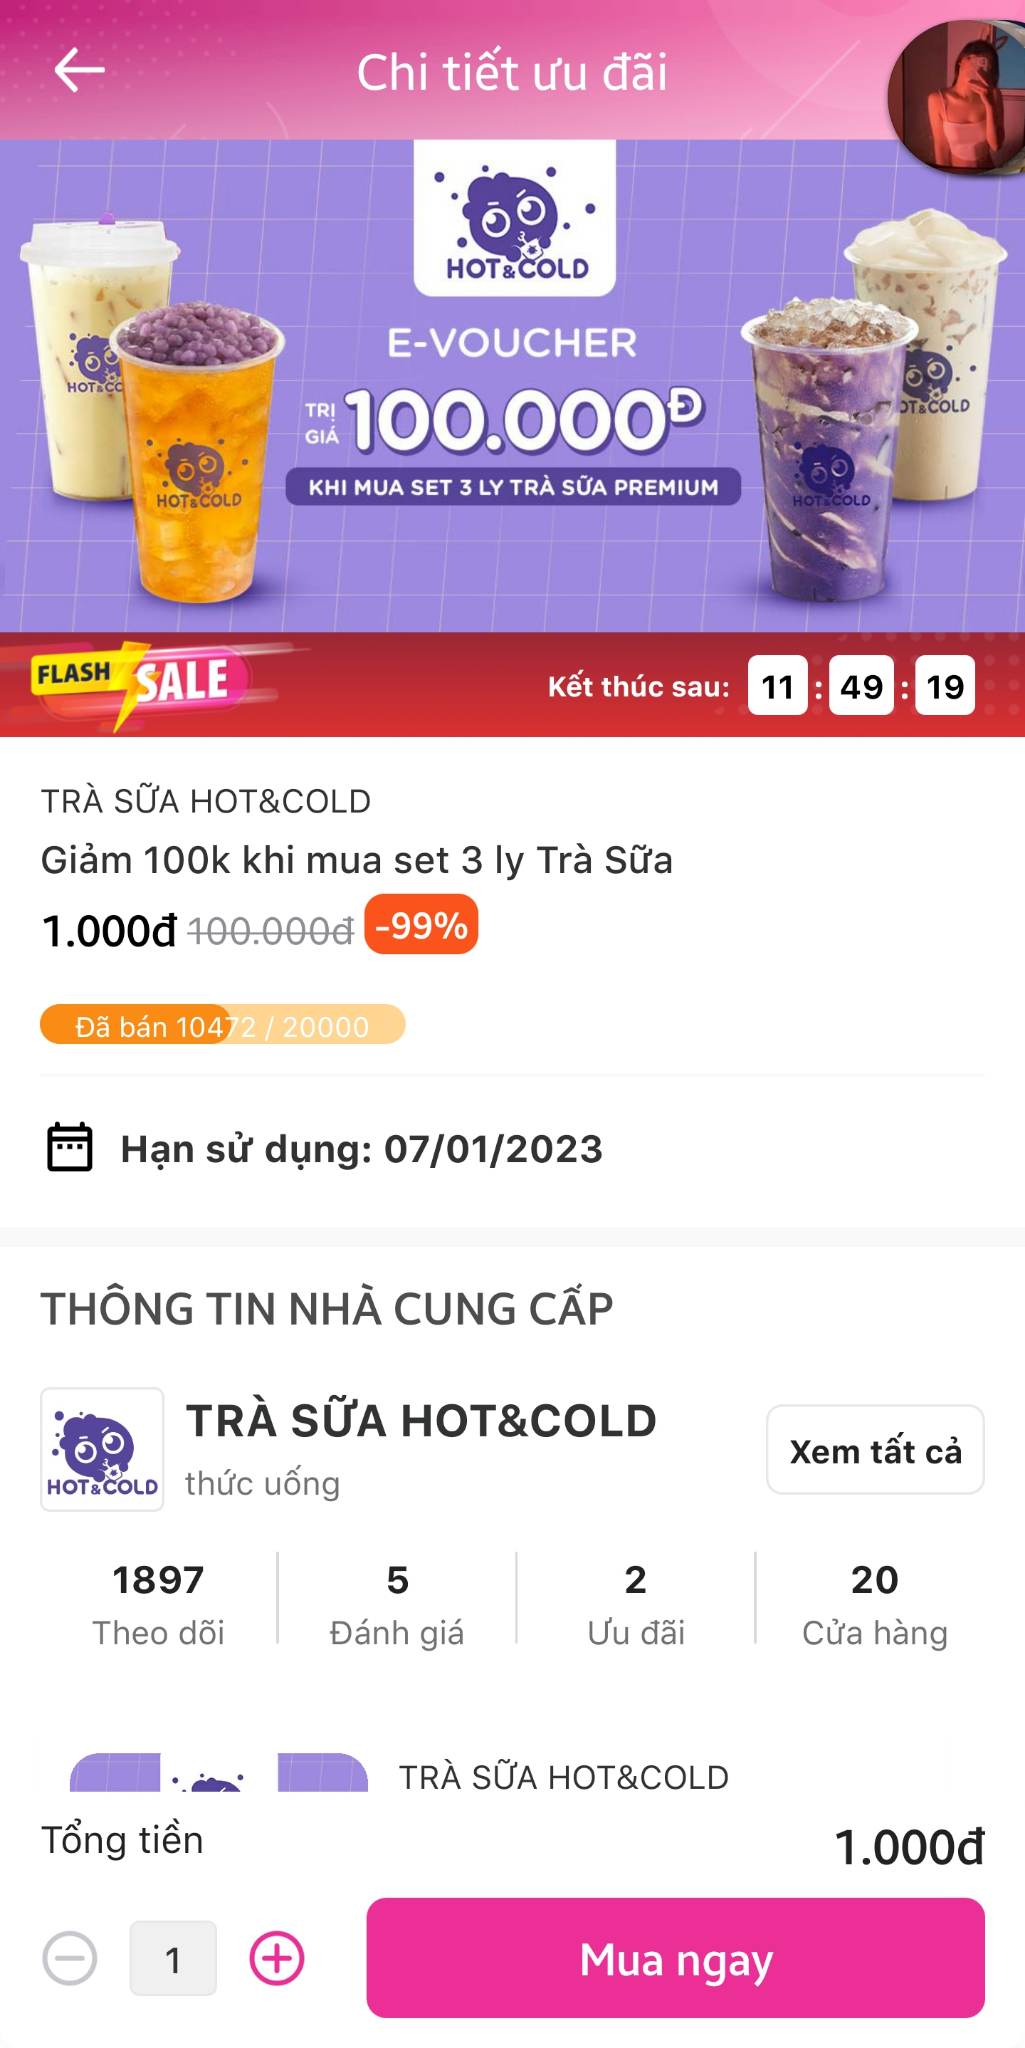 Chi tiết ưu đãi
HOT&COLD
E-VOUCHER
TRỊ GIÁ 100.000Đ
KHI MUA SET 3 LY TRÀ SỮA PREMIUM
HOT&CO
HOT&COLD
HOT&COLD
OT&COLD
FLASH SALE
Kết thúc sau: 11 : 49 : 19
TRÀ SỮA HOT&COLD
Giảm 100k khi mua set 3 ly Trà Sữa
1.000đ 100.000đ -99%
Đã bán 10472 / 20000
Hạn sử dụng: 07/01/2023
THÔNG TIN NHÀ CUNG CẤP
HOT&COLD
TRÀ SỮA HOT&COLD
thức uống
Xem tất cả
1897 5 2 20
Theo dõi Đánh giá Ưu đãi Cửa hàng
TRÀ SỮA HOT&COLD
Tổng tiền 1.000đ
1
Mua ngay